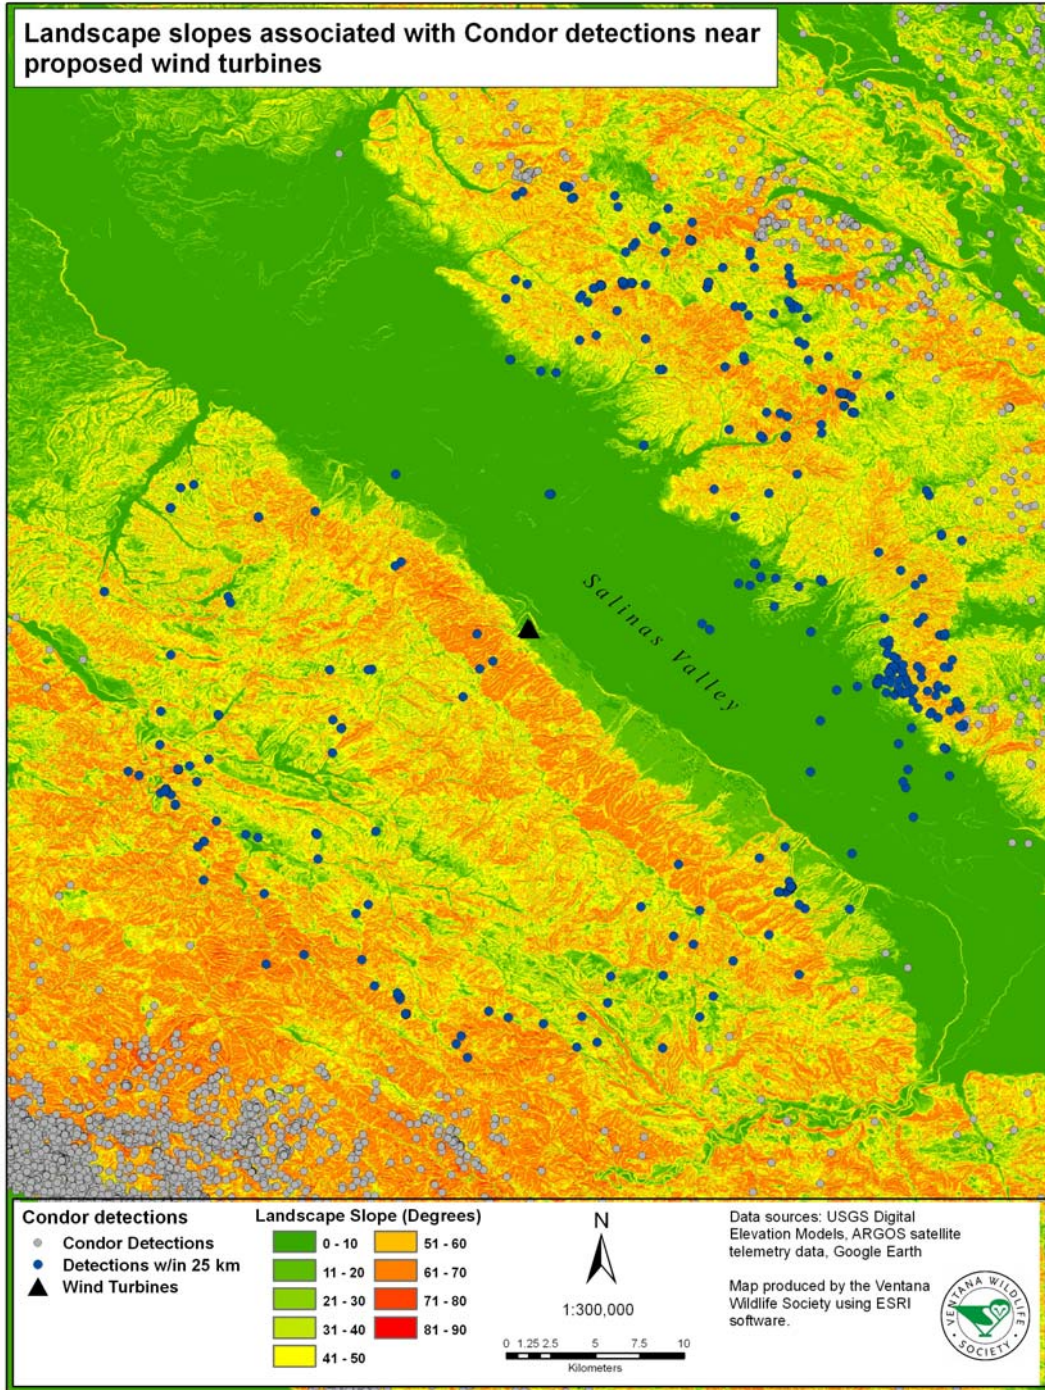 Landscape slopes associated with Condor detections near
proposed wind turbines
Salinas Valley
Condor detections
Condor Detections
Detections w/in 25 km
Wind Turbines
Landscape Slope (Degrees)
0 - 10
11 - 20
21 - 30
31 - 40
41 - 50
51 - 60
61 - 70
71 - 80
81 - 90
N
1:300,000
0 1.25 2.5 5 7.5 10
Kilometers
Data sources: USGS Digital
Elevation Models, ARGOS satellite
telemetry data, Google Earth
Map produced by the Ventana
Wildlife Society using ESRI
software.
VENTANA WILDLIFE
SOCIETY